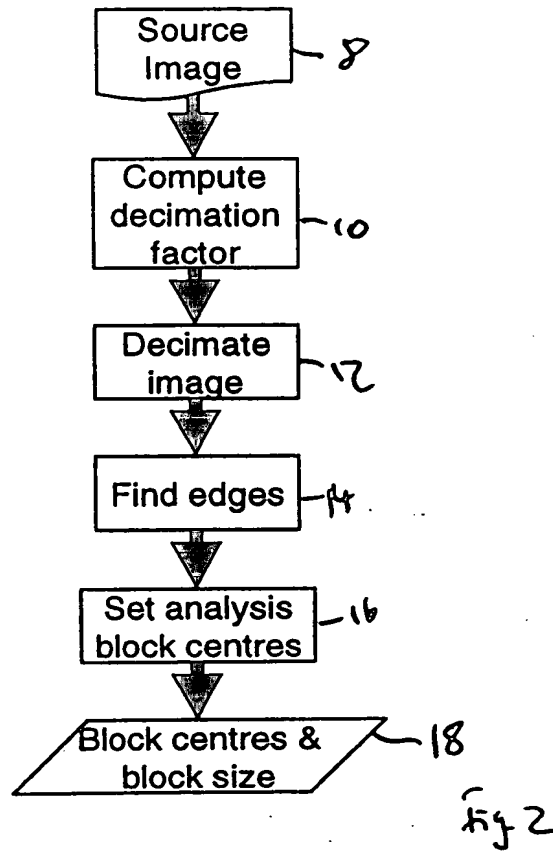 Source
Image
8
Compute
decimation
factor
10
Decimate
image
12
Find edges
14
Set analysis
block centres
16
Block centres &
block size
18
Fig 2